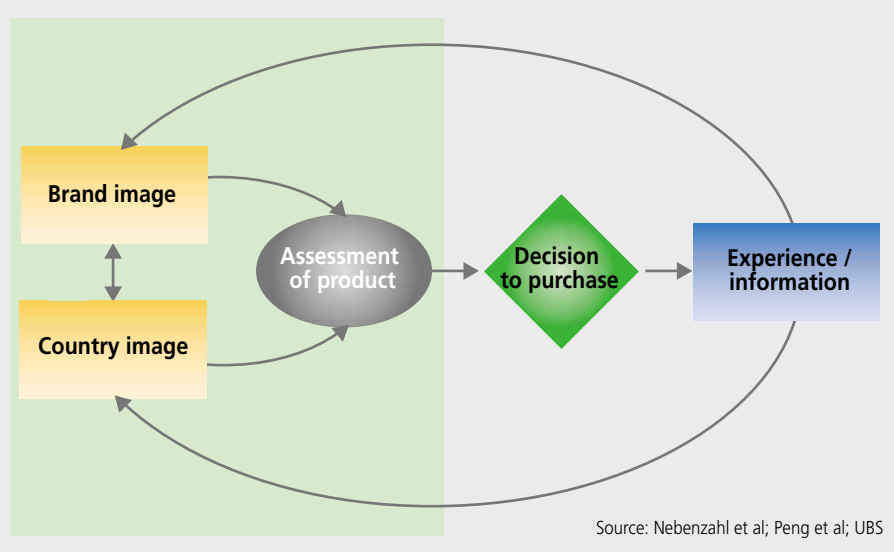 Brand image
Country image
Assessment
of product
Decision
to purchase
Experience /
information
Source: Nebenzahl et al; Peng et al; UBS